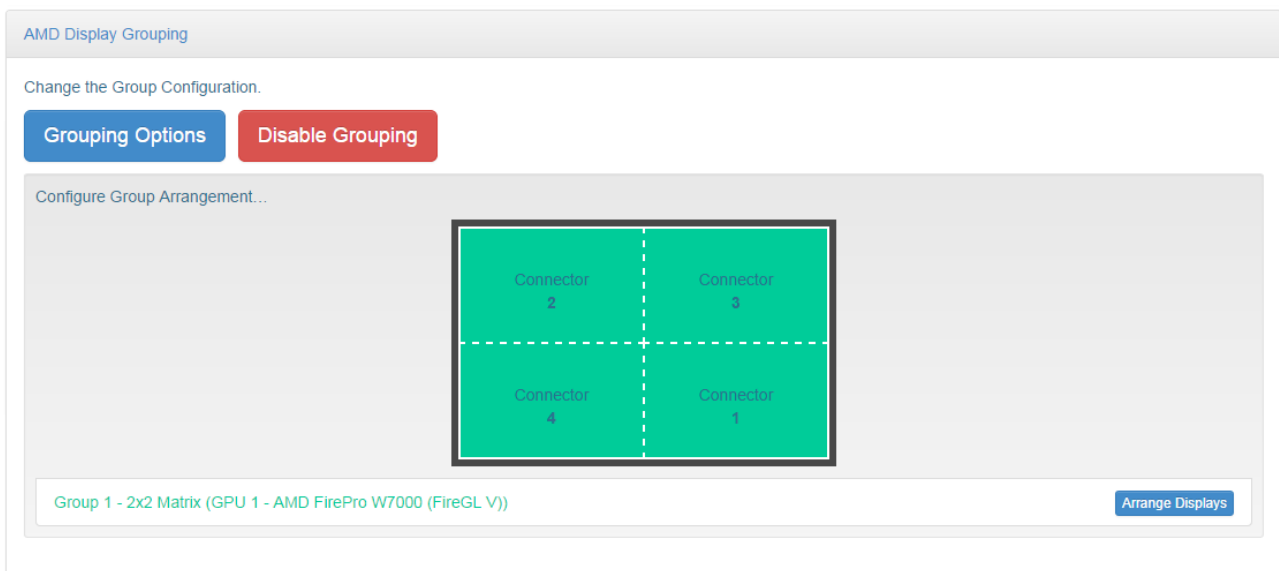 AMD Display Grouping
Change the Group Configuration.
Grouping Options Disable Grouping
Configure Group Arrangement...
Connector Connector
2 3
Connector Connector
4 1
Group 1 - 2x2 Matrix (GPU 1 - AMD FirePro W7000 (FireGL V)) Arrange Displays